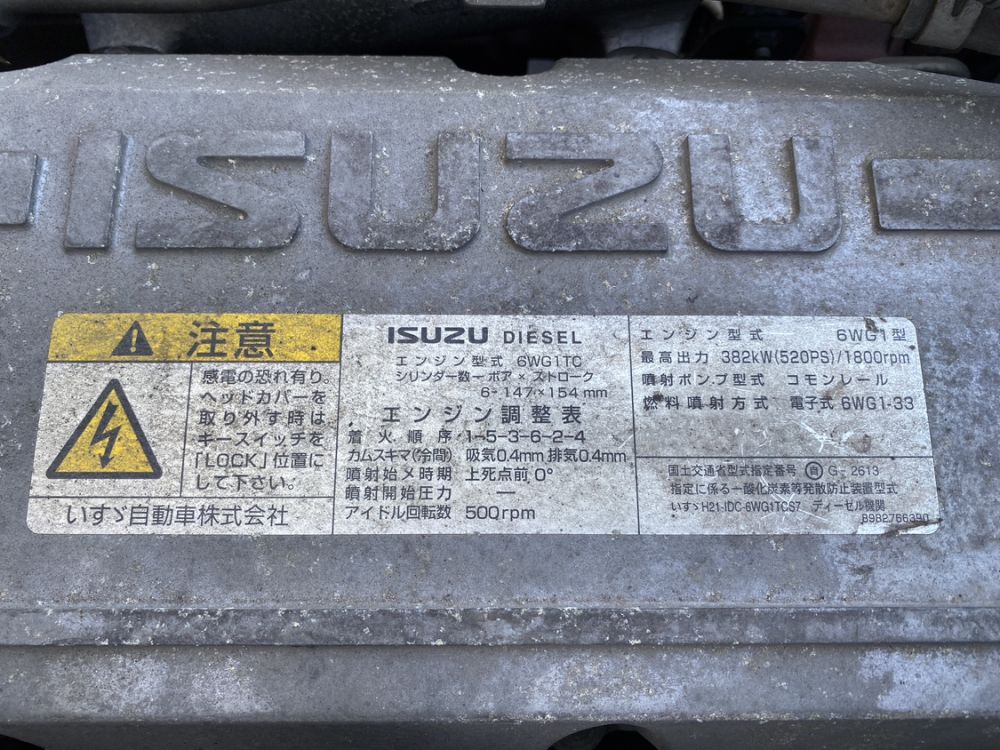 ISUZU
注意
感電の恐れ有り。
ヘッドカバーを
取り外す時は
キースイッチを
「LOCK」位置に
して下さい。
いすゞ自動車株式会社
ISUZU DIESEL
エンジン型式 6WG1TC
シリンダー数－ボア×ストローク
6-147×154mm
エンジン調整表
着火順序 1-5-3-6-2-4
カムスキマ(冷間) 吸気0.4mm 排気0.4mm
噴射始メ時期 上死点前 0°
噴射開始圧力 —
アイドル回転数 500rpm
エンジン型式 6WG1型
最高出力 382kW(520PS)/1800rpm
噴射ポンプ型式 コモンレール
燃料噴射方式 電子式 6WG1-33
国土交通省型式指定番号 G-2613
指定に係る一酸化炭素等発散防止装置型式
いすゞH21-IDC-6WG1TCS7 ディーゼル機関
8982766390